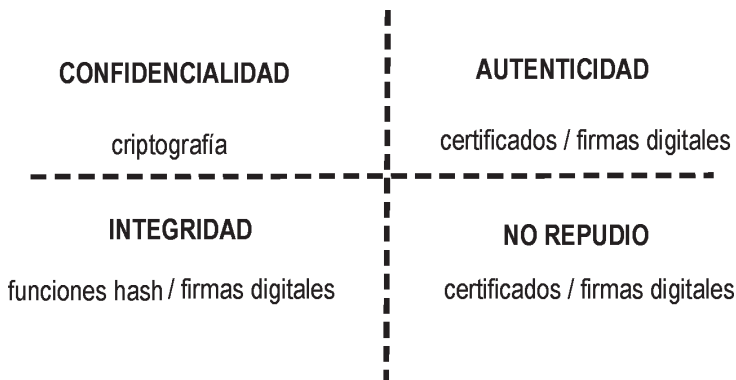 CONFIDENCIALIDAD
criptografía
AUTENTICIDAD
certificados / firmas digitales
INTEGRIDAD
funciones hash / firmas digitales
NO REPUDIO
certificados / firmas digitales